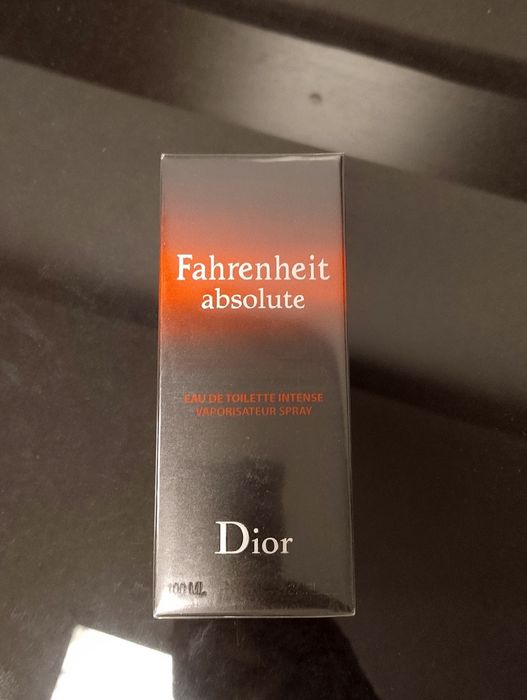 Fahrenheit
absolute
EAU DE TOILETTE INTENSE
VAPORISATEUR SPRAY
Dior
100 ML